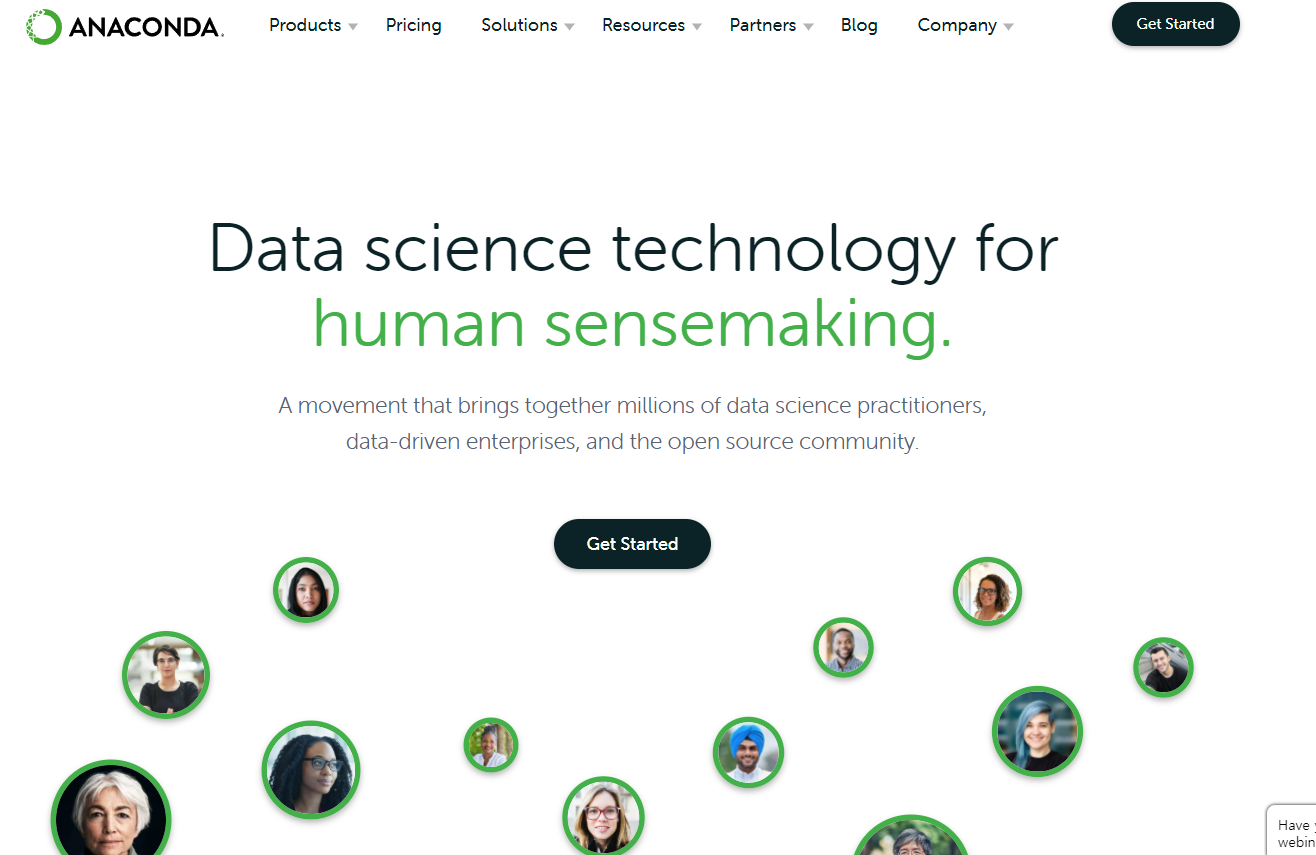 ANACONDA.
Products
Pricing
Solutions
Resources
Partners
Blog
Company
Get Started
Data science technology for
human sensemaking.
A movement that brings together millions of data science practitioners,
data-driven enterprises, and the open source community.
Get Started
Have